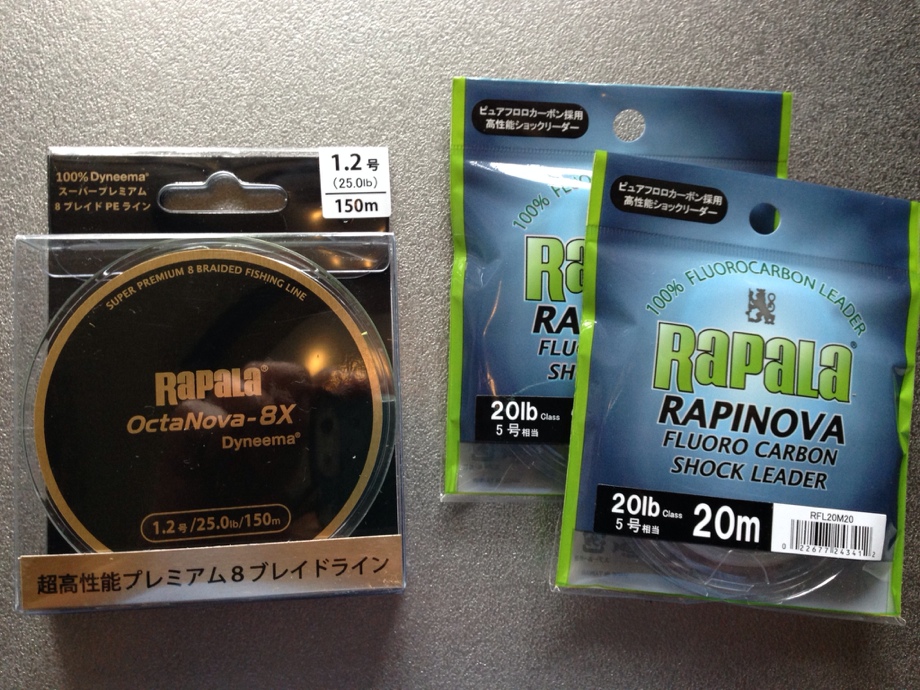 100% Dyneema®
スーパープレミアム
8ブレイドPEライン
1.2号
(25.0lb)
150m
SUPER PREMIUM 8 BRAIDED FISHING LINE
Rapala®
OctaNova-8X
Dyneema®
1.2号/25.0lb/150m
超高性能プレミアム8ブレイドライン
ピュアフロロカーボン採用
高性能ショックリーダー
100%
Ra
RA
FLU
SH
20lb Class
5号相当
ピュアフロロカーボン採用
高性能ショックリーダー
100% FLUOROCARBON LEADER
Rapala®
RAPINOVA
FLUORO CARBON
SHOCK LEADER
20lb Class
5号相当
20m
RFL20M20
0 22677 24341 2